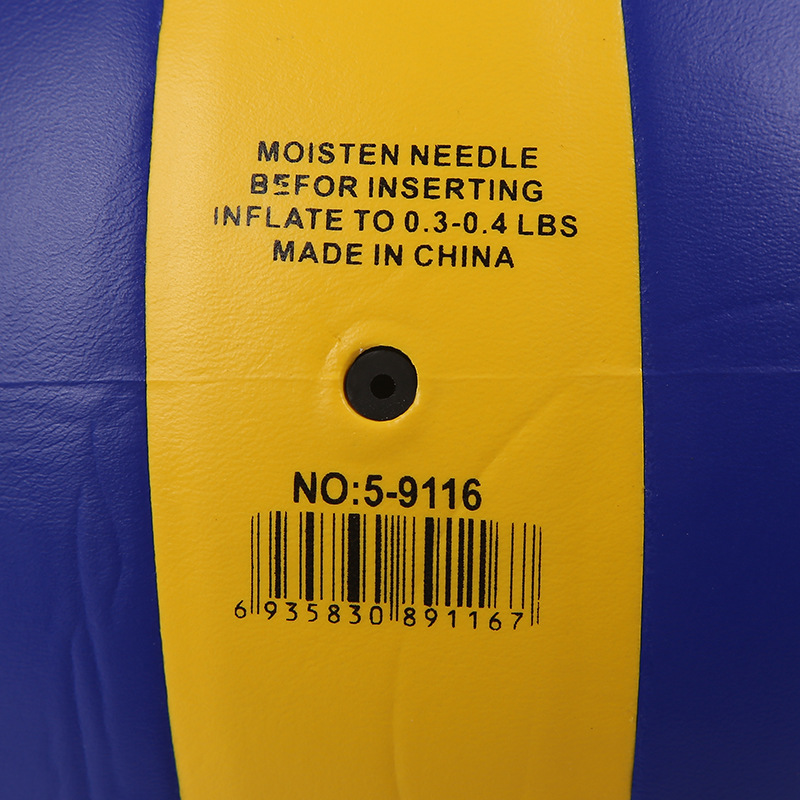 MOISTEN NEEDLE
BEFOR INSERTING
INFLATE TO 0.3-0.4 LBS
MADE IN CHINA
NO:5-9116
6 935830 891167